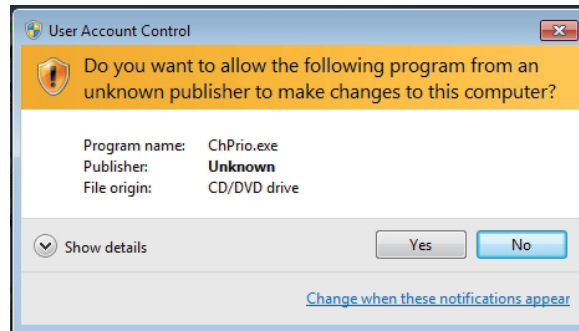 User Account Control
Do you want to allow the following program from an
unknown publisher to make changes to this computer?
Program name: ChPrio.exe
Publisher: Unknown
File origin: CD/DVD drive
Show details Yes No
Change when these notifications appear